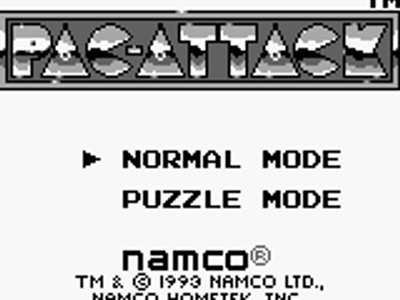 TM
PAC-ATTACK
NORMAL MODE
PUZZLE MODE
namco®
TM & © 1993 NAMCO LTD.,
NAMCO HOMETEK, INC.